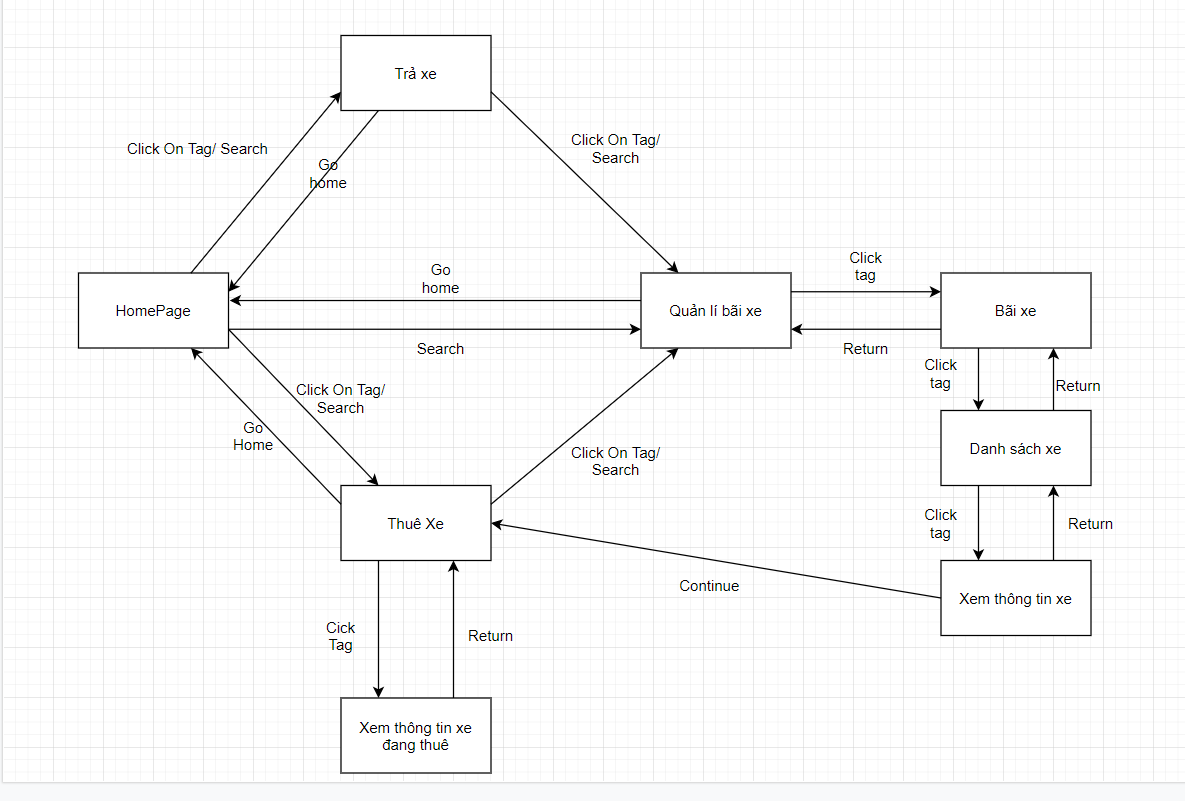 Trả xe
Click On Tag/ Search
Click On Tag/
Search
Go
home
Go
home
Click
tag
HomePage
Quản lí bãi xe
Bãi xe
Search
Return
Click
tag
Return
Click On Tag/
Search
Go
Home
Click On Tag/
Search
Danh sách xe
Thuê Xe
Click
tag
Return
Continue
Xem thông tin xe
Cick
Tag
Return
Xem thông tin xe
đang thuê